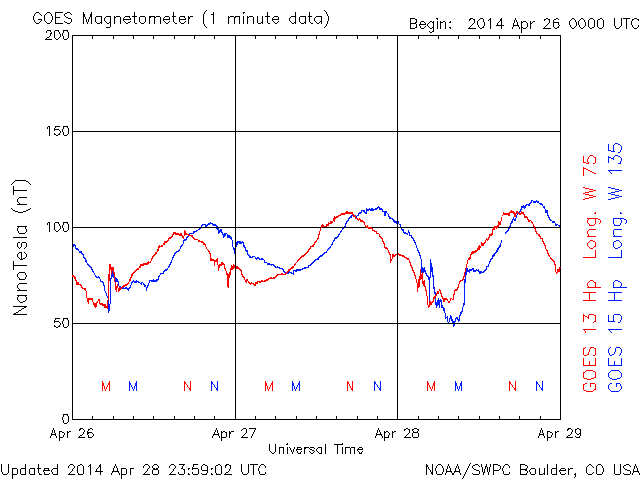 GOES Magnetometer (1 minute data)
Begin: 2014 Apr 26 0000 UTC
200
150
100
50
0
NanoTesla (nT)
M M N N M M N N M M N N
Apr 26 Apr 27 Apr 28 Apr 29
Universal Time
GOES 13 Hp Long. W 75
GOES 15 Hp Long. W 135
Updated 2014 Apr 28 23:59:02 UTC
NOAA/SWPC Boulder, CO USA